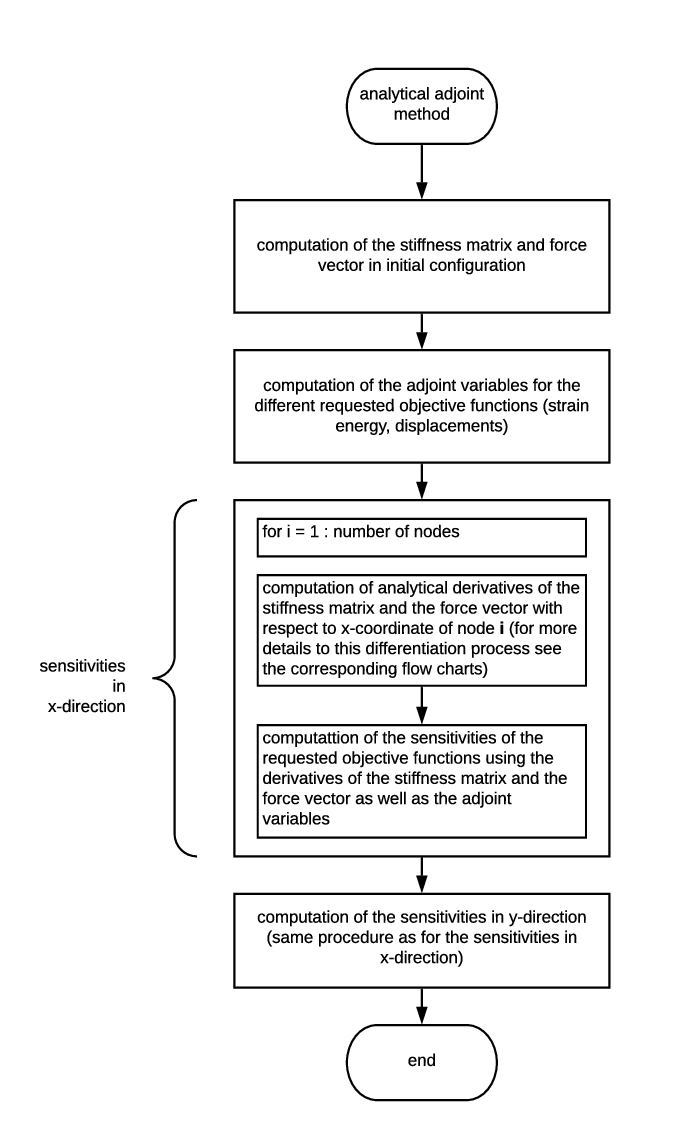 analytical adjoint
method
computation of the stiffness matrix and force
vector in initial configuration
computation of the adjoint variables for the
different requested objective functions (strain
energy, displacements)
for i = 1 : number of nodes
computation of analytical derivatives of the
stiffness matrix and the force vector with
respect to x-coordinate of node i (for more
details to this differentiation process see
the corresponding flow charts)
sensitivities
in
x-direction
computattion of the sensitivities of the
requested objective functions using the
derivatives of the stiffness matrix and the
force vector as well as the adjoint
variables
computation of the sensitivities in y-direction
(same procedure as for the sensitivities in
x-direction)
end